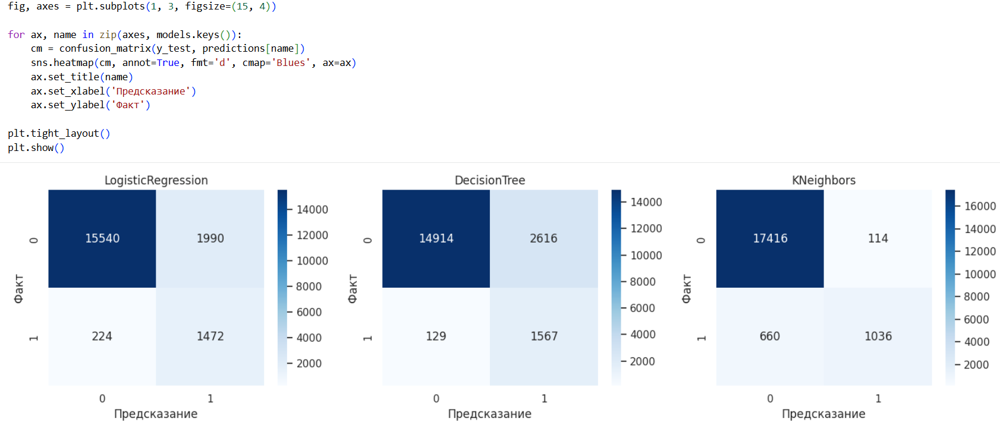 fig, axes = plt.subplots(1, 3, figsize=(15, 4))
for ax, name in zip(axes, models.keys()):
    cm = confusion_matrix(y_test, predictions[name])
    sns.heatmap(cm, annot=True, fmt='d', cmap='Blues', ax=ax)
    ax.set_title(name)
    ax.set_xlabel('Предсказание')
    ax.set_ylabel('Факт')
plt.tight_layout()
plt.show()
LogisticRegression
15540 1990
224 1472
0
1
Факт
0 1
Предсказание
14000
12000
10000
8000
6000
4000
2000
DecisionTree
14914 2616
129 1567
0
1
Факт
0 1
Предсказание
14000
12000
10000
8000
6000
4000
2000
KNeighbors
17416 114
660 1036
0
1
Факт
0 1
Предсказание
16000
14000
12000
10000
8000
6000
4000
2000